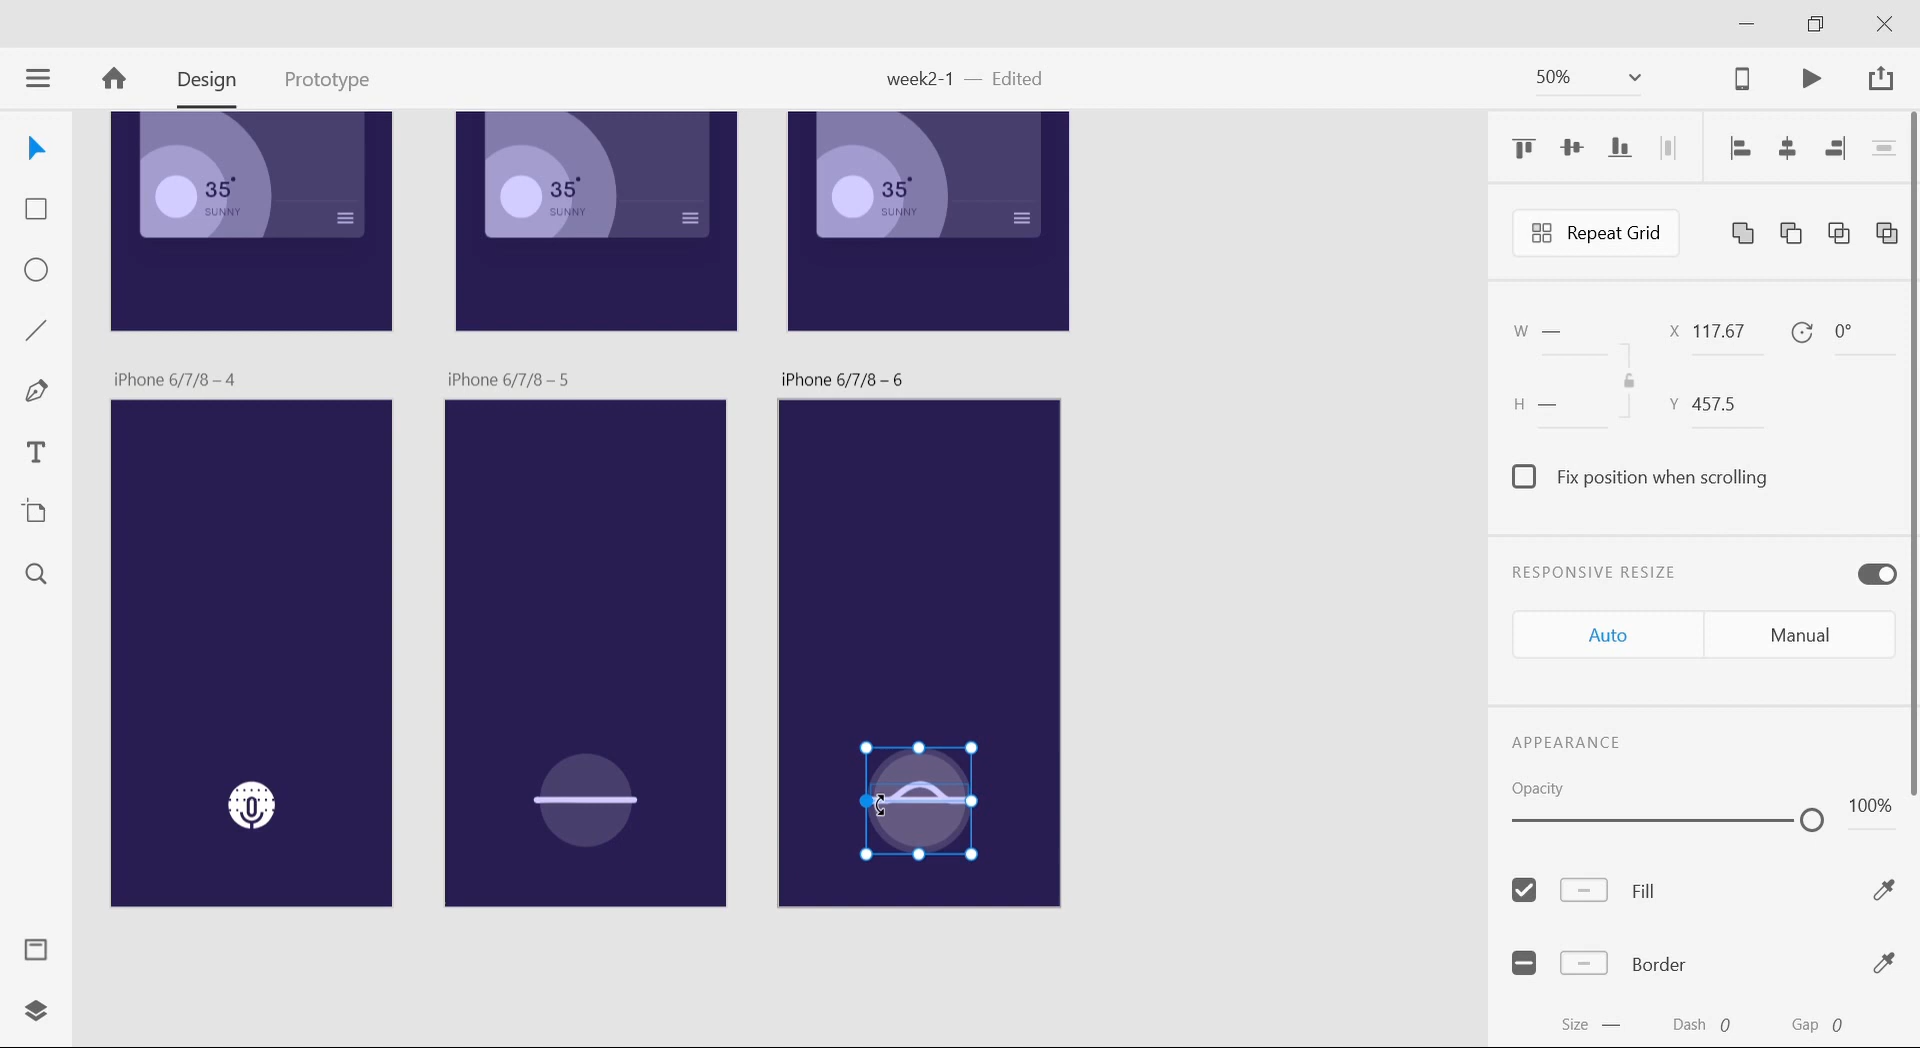 Design
Prototype
week2-1 — Edited
50%
35°
SUNNY
35°
SUNNY
35°
SUNNY
iPhone 6/7/8 – 4
iPhone 6/7/8 – 5
iPhone 6/7/8 – 6
Repeat Grid
W —
X 117.67
0°
H —
Y 457.5
Fix position when scrolling
RESPONSIVE RESIZE
Auto
Manual
APPEARANCE
Opacity
100%
Fill
Border
Size —
Dash 0
Gap 0